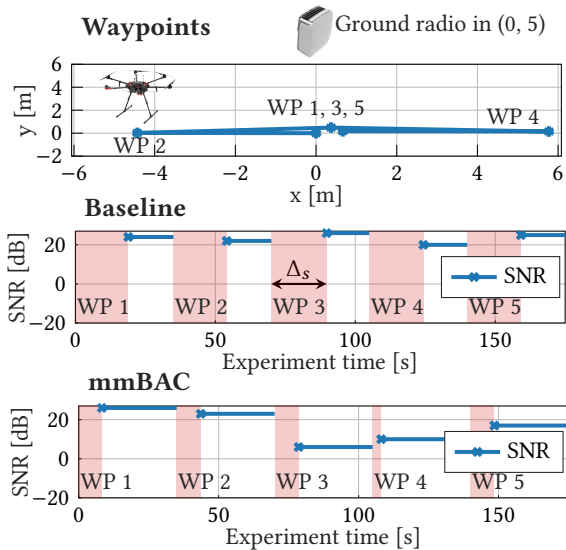 Waypoints
Ground radio in (0, 5)
y [m]
6
4
2
0
−2
WP 1, 3, 5
WP 4
WP 2
−6 −4 −2 0 2 4 6
x [m]
Baseline
SNR [dB]
20
0
−20
Δs
SNR
WP 1 WP 2 WP 3 WP 4 WP 5
0 50 100 150
Experiment time [s]
mmBAC
SNR [dB]
20
0
−20
SNR
WP 1 WP 2 WP 3 WP 4 WP 5
0 50 100 150
Experiment time [s]